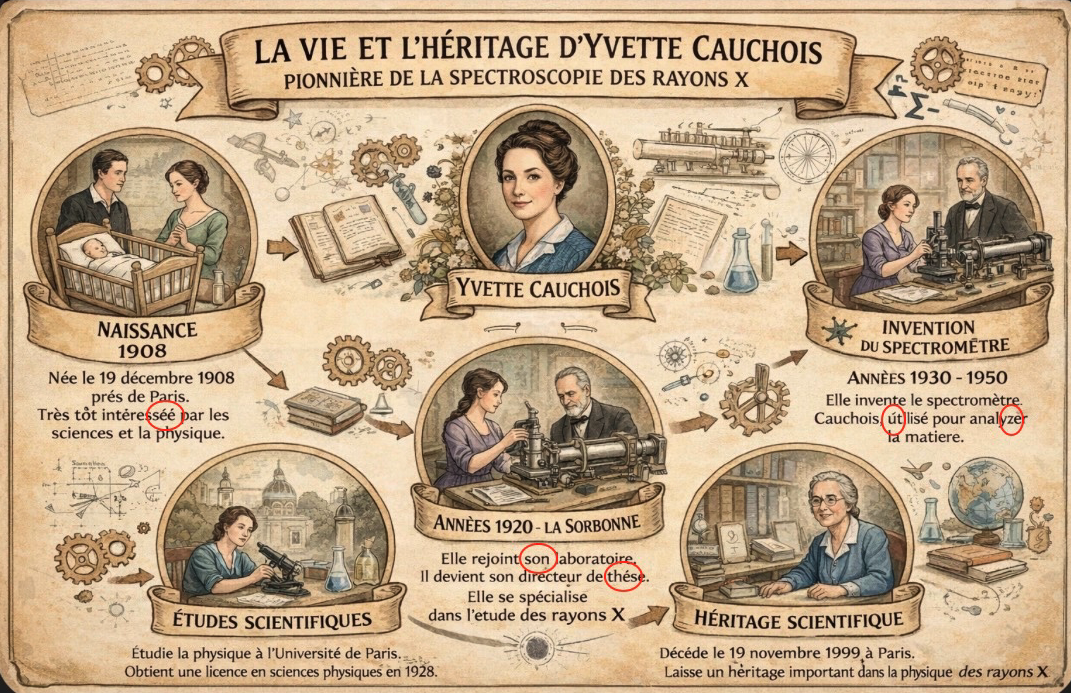 LA VIE ET L'HÉRITAGE D'YVETTE CAUCHOIS
PIONNIÈRE DE LA SPECTROSCOPIE DES RAYONS X
YVETTE CAUCHOIS
NAISSANCE
1908
Née le 19 décembre 1908
prés de Paris.
Très tôt intéresséé par les
sciences et la physique.
INVENTION
DU SPECTROMÊTRE
ANNÈES 1930 - 1950
Elle invente le spectromètre.
Cauchois, útilisé pour analyzer
la matiere.
ANNÈES 1920 - LA SORBONNE
Elle rejoint son laboratoire.
Il devient son directeur de thése.
Elle se spécialise
dans l'etude des rayons X
ÉTUDES SCIENTIFIQUES
Étudie la physique à l'Université de Paris.
Obtient une licence en sciences physiques en 1928.
HÉRITAGE SCIENTIFIQUE
Décéde le 19 novembre 1999 à Paris.
Laisse un héritage important dans la physique des rayons X